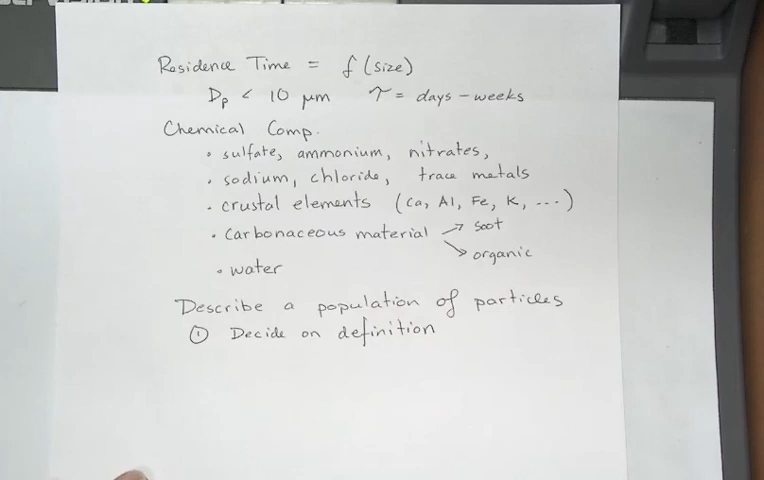 Residence Time = f (size)
Dp < 10 μm τ = days - weeks
Chemical Comp.
• sulfate, ammonium, nitrates,
• sodium, chloride, trace metals
• crustal elements (Ca, Al, Fe, K, ...)
• carbonaceous material → soot
↘ organic
• water
Describe a population of particles
① Decide on definition